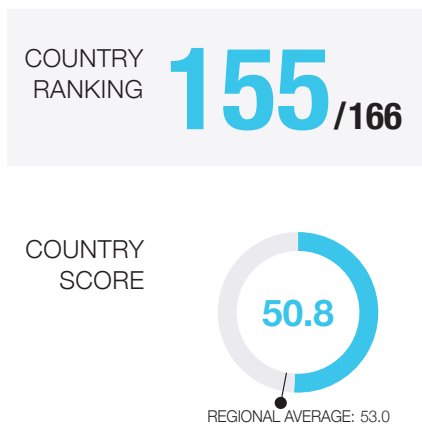 COUNTRY
RANKING
155/166
COUNTRY
SCORE
50.8
REGIONAL AVERAGE: 53.0